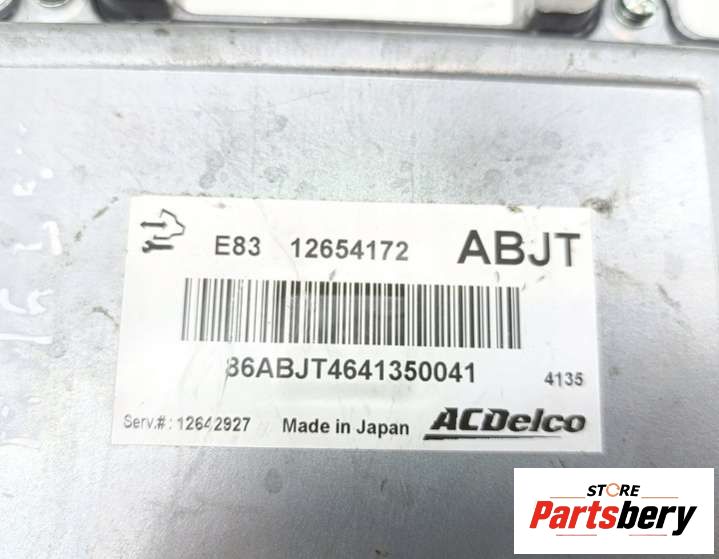 E83 12654172 ABJT
86ABJT4641350041 4135
Serv.#: 12642927 Made in Japan ACDelco
STORE
Partsbery